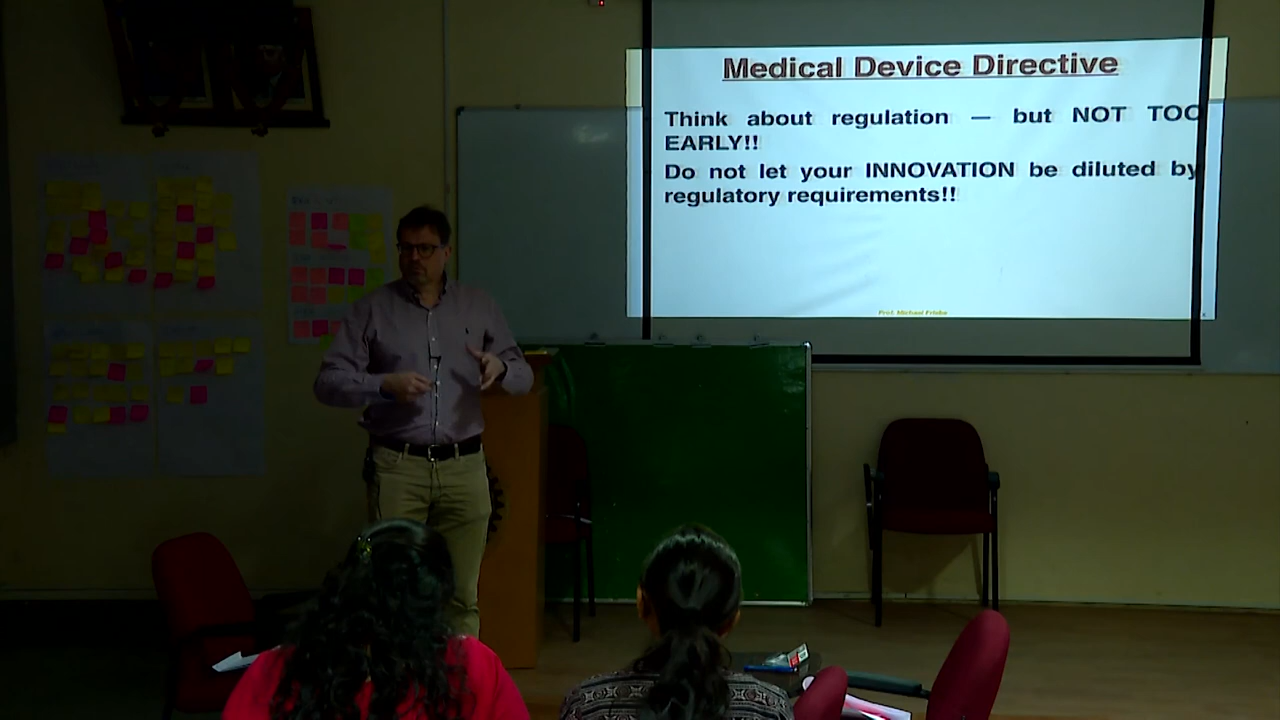 Medical Device Directive
Think about regulation — but NOT TOO
EARLY!!
Do not let your INNOVATION be diluted by
regulatory requirements!!
Prof. Michael Friebe